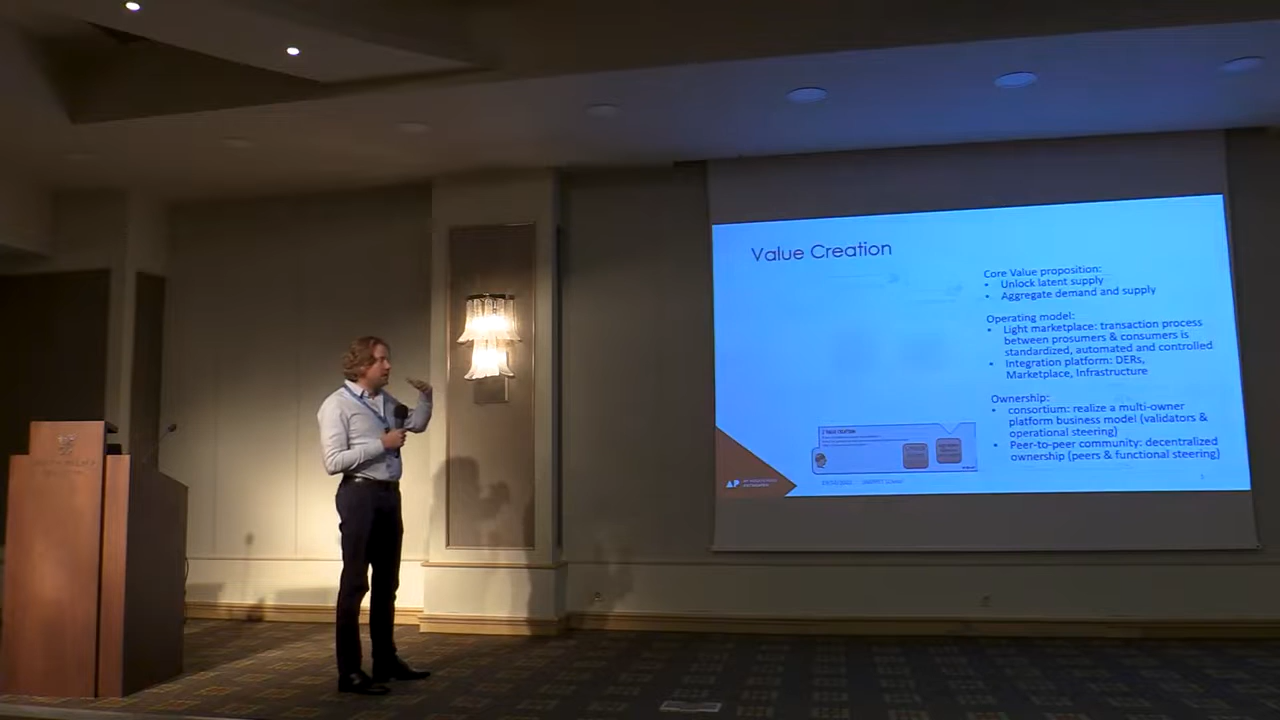 Value Creation
Core Value proposition:
• Unlock latent supply
• Aggregate demand and supply
Operating model:
• Light marketplace: transaction process
between prosumers & consumers is
standardized, automated and controlled
• Integration platform: DERs,
Marketplace, Infrastructure
Ownership:
• consortium: realize a multi-owner
platform business model (validators &
operational steering)
• Peer-to-peer community: decentralized
ownership (peers & functional steering)
AP